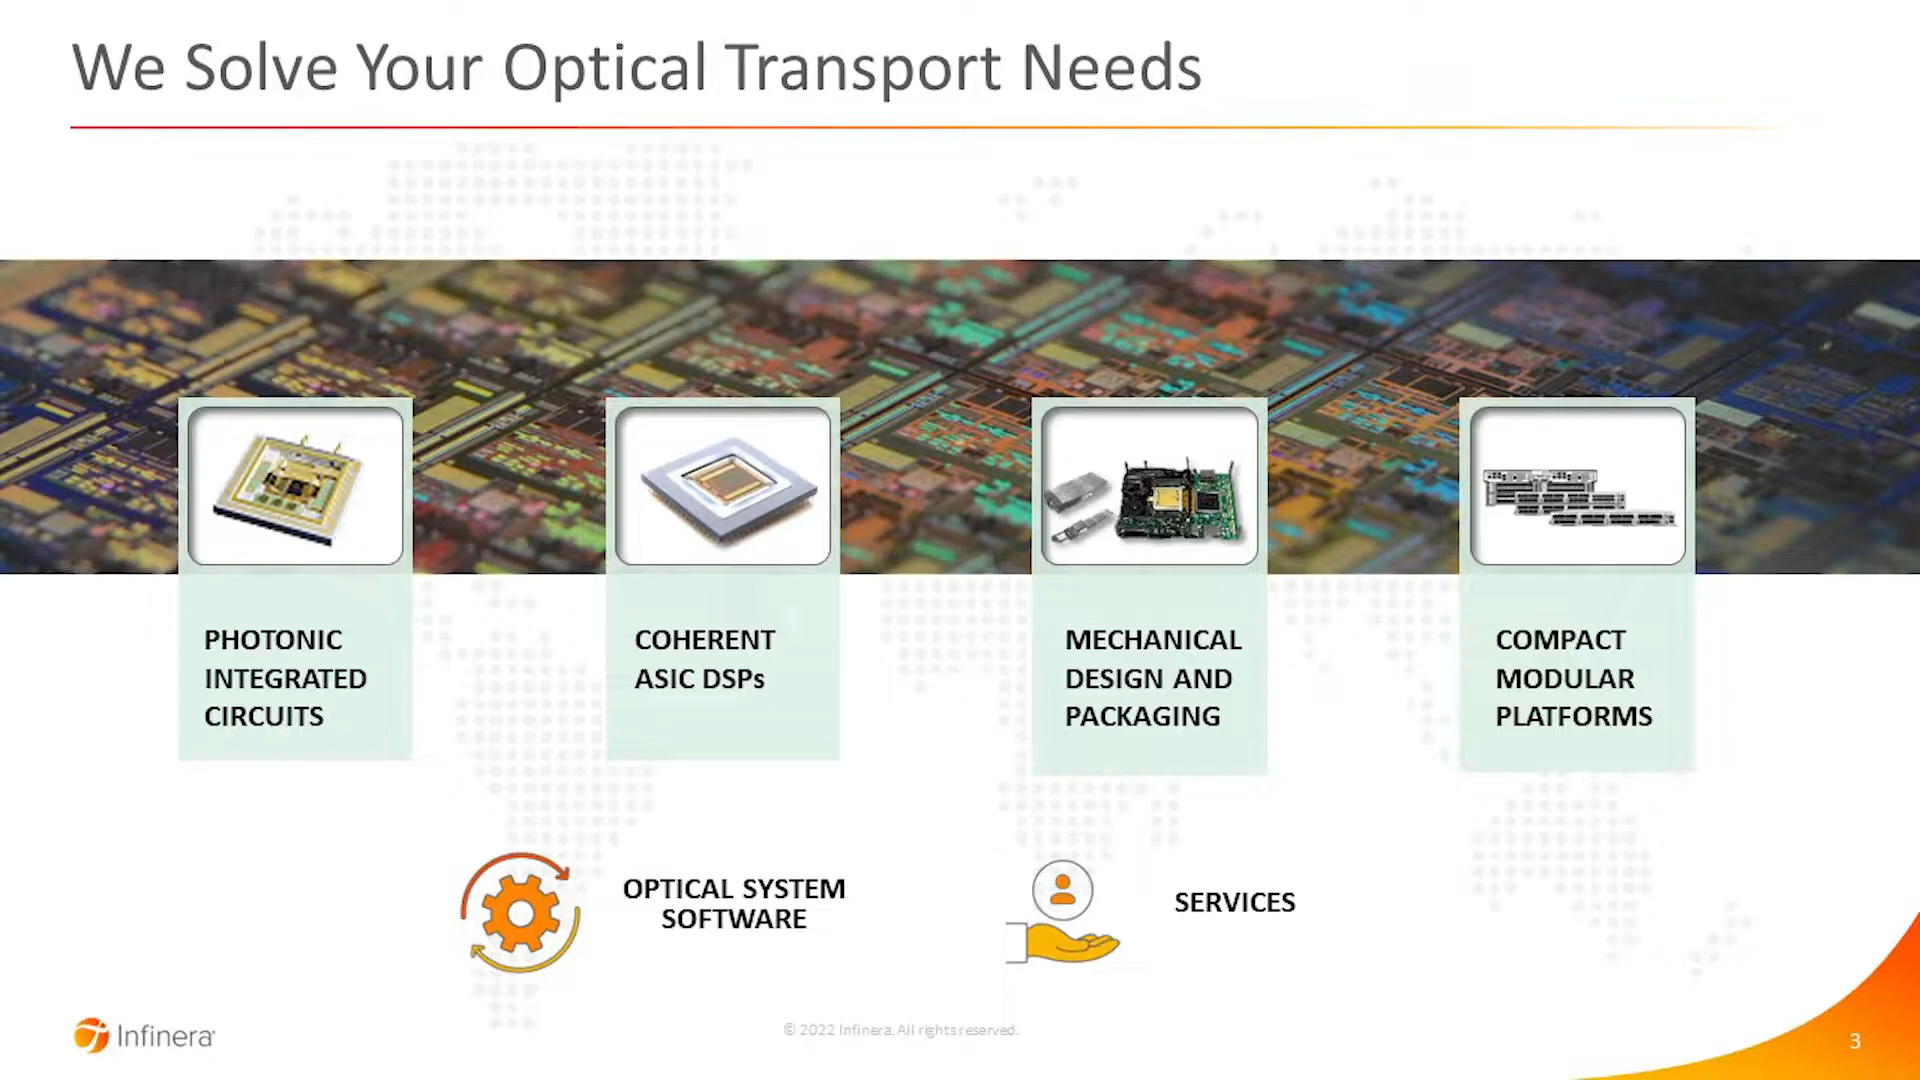 We Solve Your Optical Transport Needs
PHOTONIC
INTEGRATED
CIRCUITS
COHERENT
ASIC DSPs
MECHANICAL
DESIGN AND
PACKAGING
COMPACT
MODULAR
PLATFORMS
OPTICAL SYSTEM
SOFTWARE
SERVICES
Infinera
© 2022 Infinera. All rights reserved.
3